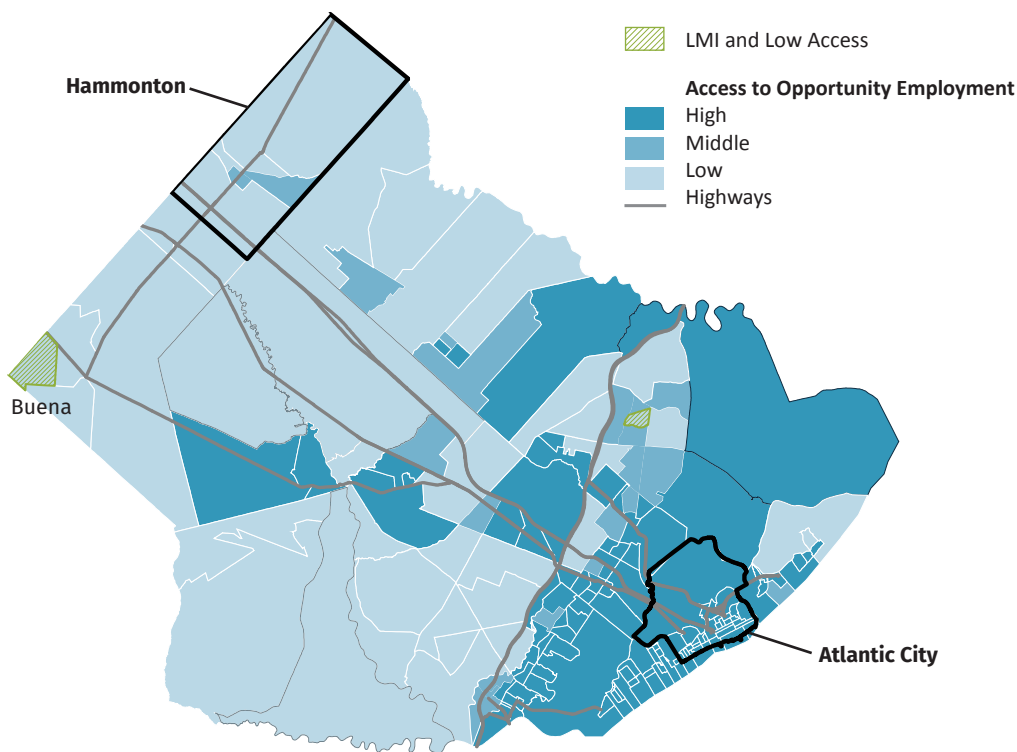 LMI and Low Access
Access to Opportunity Employment
High
Middle
Low
Highways
Hammonton
Buena
Atlantic City